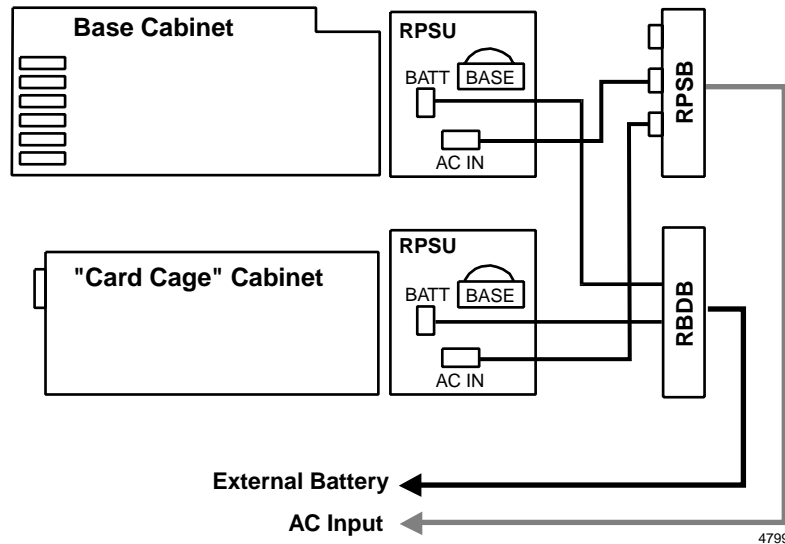 Base Cabinet
RPSU
BATT
BASE
AC IN
RPSB
"Card Cage" Cabinet
RPSU
BATT
BASE
AC IN
RBDB
External Battery
AC Input
4799